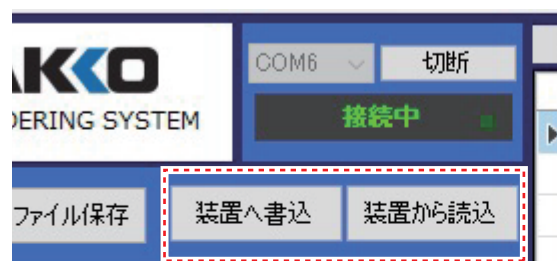 AKKO
DERING SYSTEM
COM6
切断
接続中
ファイル保存
装置へ書込
装置から読込